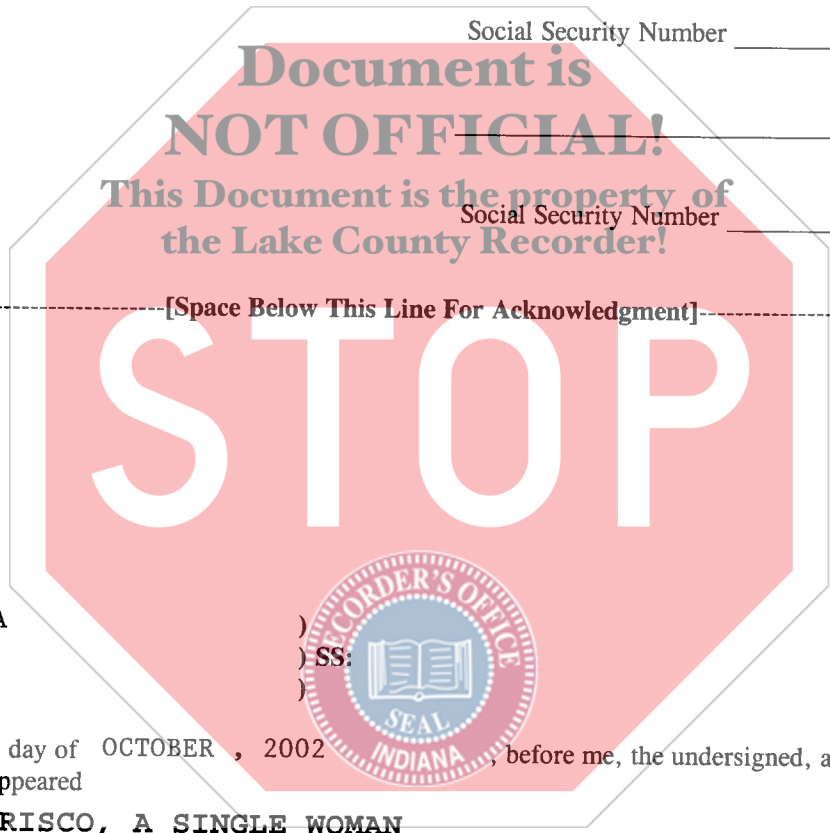 Social Security Number
Document is
NOT OFFICIAL!
This Document is the property of
Social Security Number
the Lake County Recorder!
[Space Below This Line For Acknowledgment]
STOP
A )
) SS:
)
RECORDER'S OFFICE
SEAL
INDIANA
day of OCTOBER , 2002 , before me, the undersigned, a
ppeared
RISCO, A SINGLE WOMAN